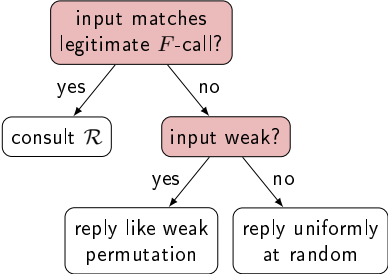 input matches
legitimate F-call?
yes
no
consult R
input weak?
yes
no
reply like weak
permutation
reply uniformly
at random